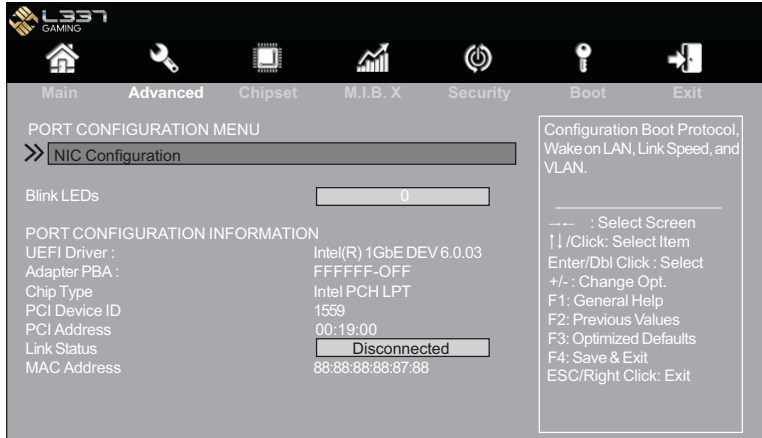 L337
GAMING
Main Advanced Chipset M.I.B. X Security Boot Exit
PORT CONFIGURATION MENU
NIC Configuration
Blink LEDs 0
PORT CONFIGURATION INFORMATION
UEFI Driver : Intel(R) 1GbE DEV 6.0.03
Adapter PBA : FFFFFF-OFF
Chip Type Intel PCH LPT
PCI Device ID 1559
PCI Address 00:19:00
Link Status Disconnected
MAC Address 88:88:88:88:87:88
Configuration Boot Protocol,
Wake on LAN, Link Speed, and
VLAN.
→← : Select Screen
↑↓/Click: Select Item
Enter/Dbl Click : Select
+/- : Change Opt.
F1: General Help
F2: Previous Values
F3: Optimized Defaults
F4: Save & Exit
ESC/Right Click: Exit